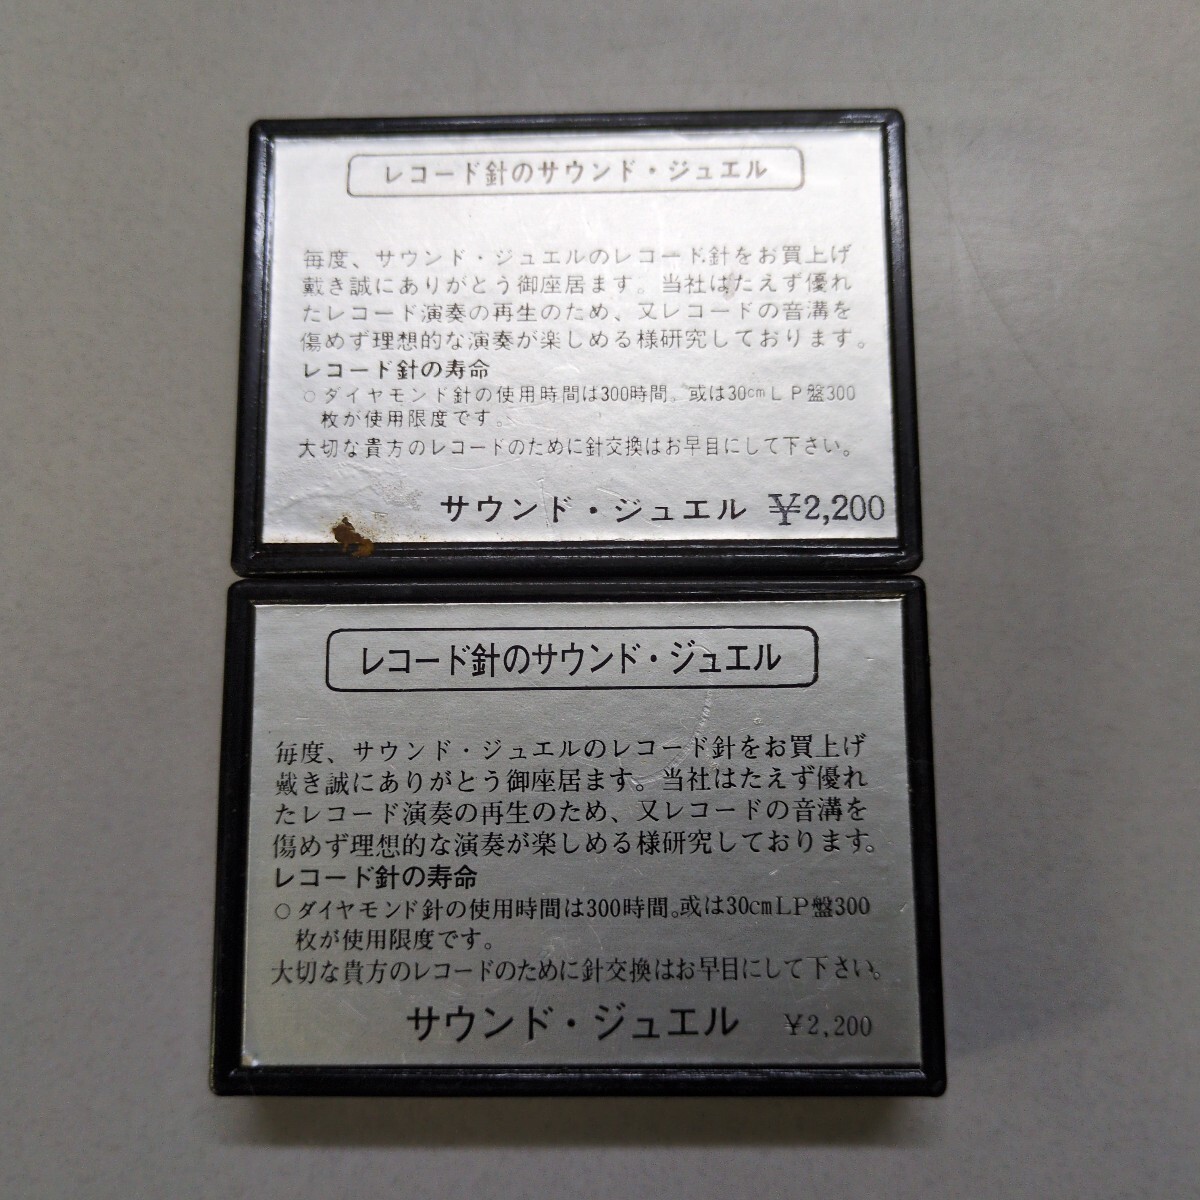 レコード針のサウンド・ジュエル
毎度、サウンド・ジュエルのレコード針をお買上げ
戴き誠にありがとう御座居ます。当社はたえず優れ
たレコード演奏の再生のため、又レコードの音溝を
傷めず理想的な演奏が楽しめる様研究しております。
レコード針の寿命
○ダイヤモンド針の使用時間は300時間。或は30cmLP盤300
枚が使用限度です。
大切な貴方のレコードのために針交換はお早目にして下さい。
サウンド・ジュエル ¥2,200
レコード針のサウンド・ジュエル
毎度、サウンド・ジュエルのレコード針をお買上げ
戴き誠にありがとう御座居ます。当社はたえず優れ
たレコード演奏の再生のため、又レコードの音溝を
傷めず理想的な演奏が楽しめる様研究しております。
レコード針の寿命
○ダイヤモンド針の使用時間は300時間。或は30cmLP盤300
枚が使用限度です。
大切な貴方のレコードのために針交換はお早目にして下さい。
サウンド・ジュエル ¥2,200